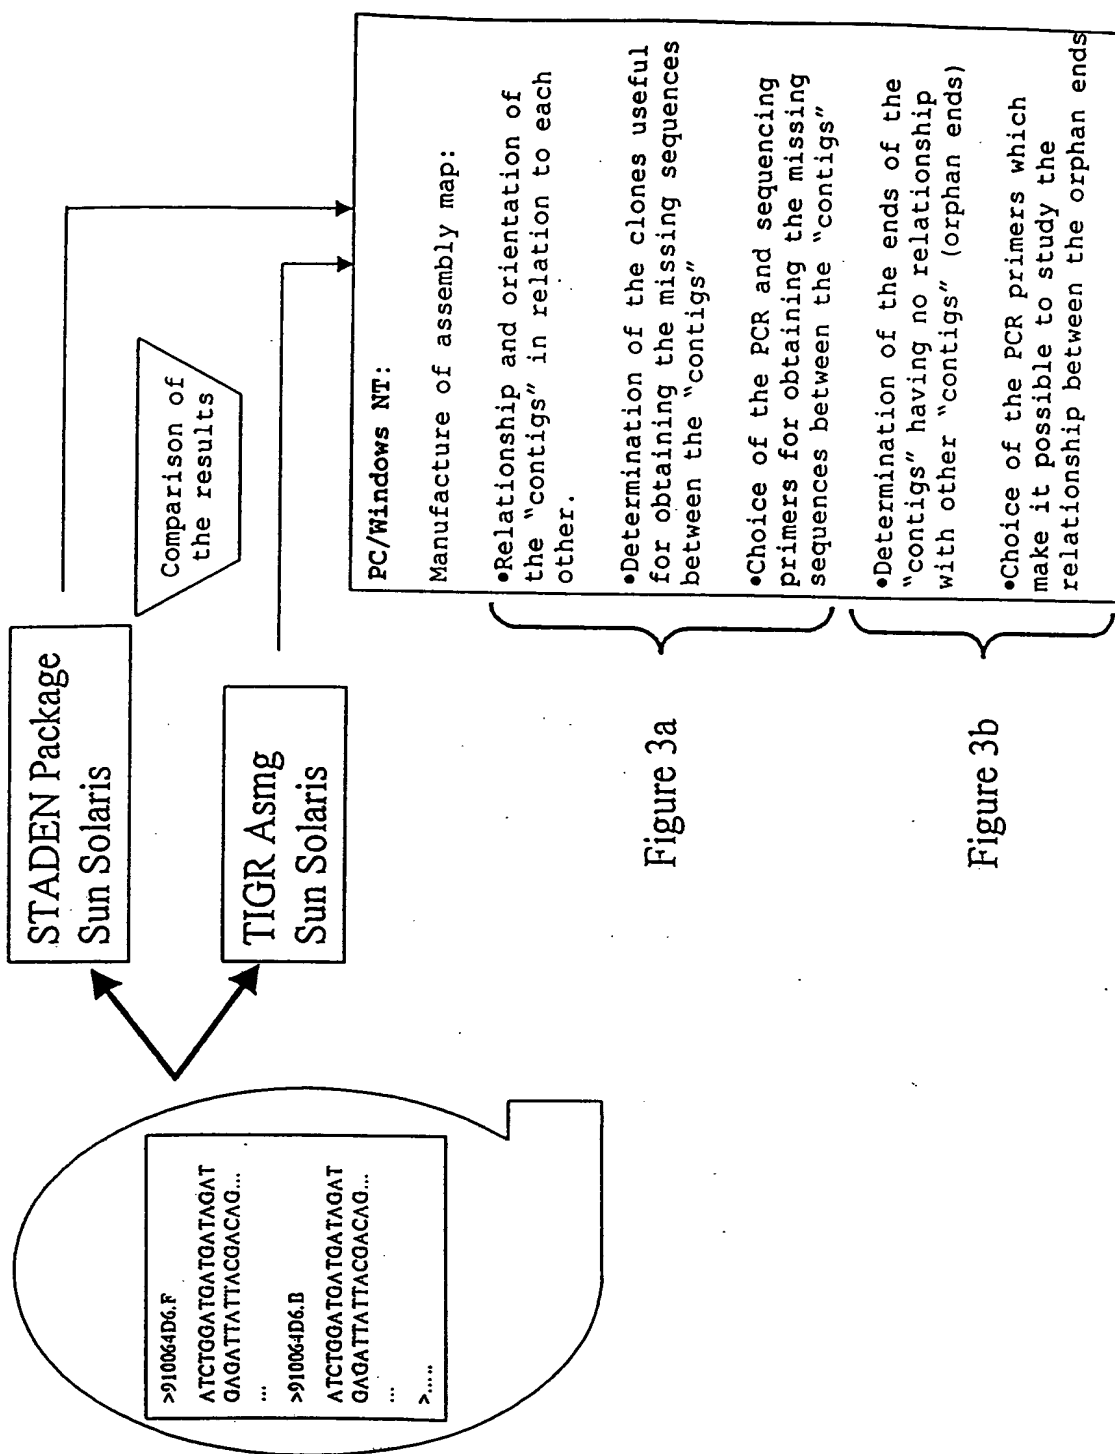 >910064D6.F
ATCTGGATGATGATAGAT
GAGATTATTACGACAG...
...
>910064D6.B
ATCTGGATGATGATAGAT
GAGATTATTACGACAG...
...
>.....
STADEN Package
Sun Solaris
TIGR Asmg
Sun Solaris
Comparison of
the results
PC/Windows NT:
Manufacture of assembly map:
•Relationship and orientation of
the “contigs” in relation to each
other.
•Determination of the clones useful
for obtaining the missing sequences
between the “contigs”
•Choice of the PCR and sequencing
primers for obtaining the missing
sequences between the “contigs”
•Determination of the ends of the
“contigs” having no relationship
with other “contigs” (orphan ends)
•Choice of the PCR primers which
make it possible to study the
relationship between the orphan ends
Figure 3a
Figure 3b